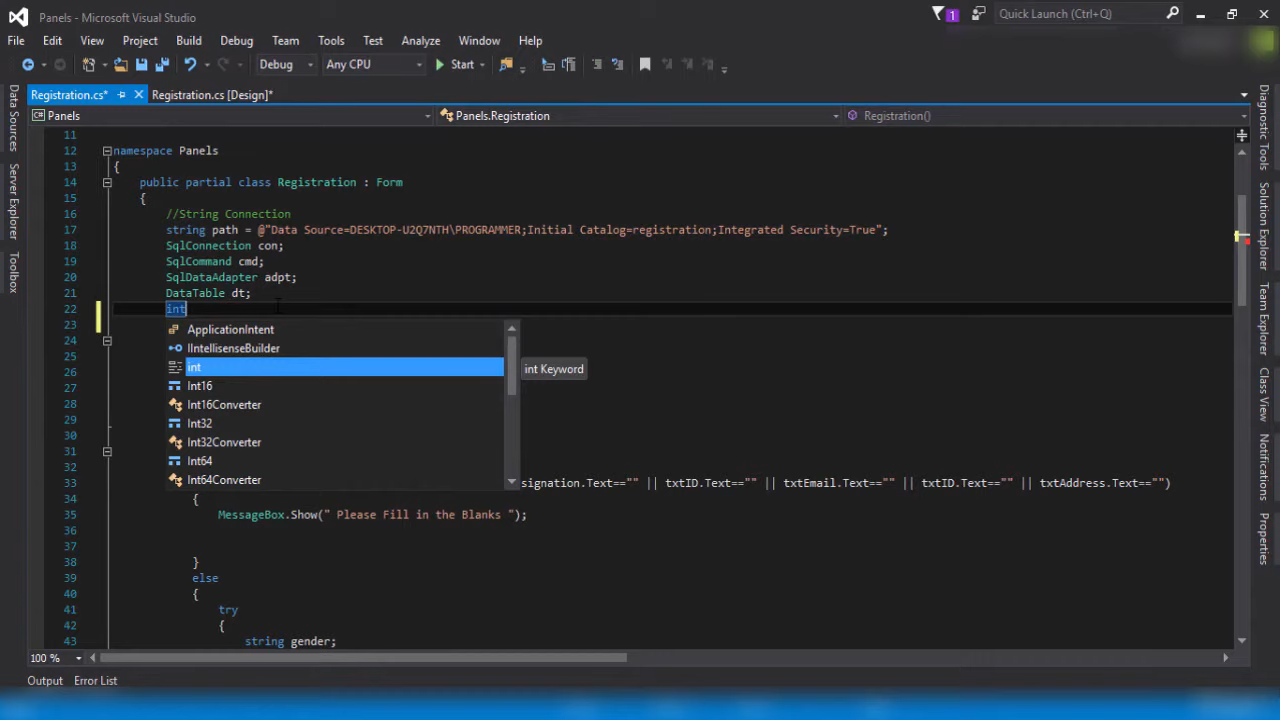 Panels - Microsoft Visual Studio
1
Quick Launch (Ctrl+Q)
File Edit View Project Build Debug Team Tools Test Analyze Window Help
Debug Any CPU Start
Registration.cs* Registration.cs [Design]*
Panels Panels.Registration Registration()
11
12 namespace Panels
13 {
14 public partial class Registration : Form
15 {
16 //String Connection
17 string path = @"Data Source=DESKTOP-U2Q7NTH\PROGRAMMER;Initial Catalog=registration;Integrated Security=True";
18 SqlConnection con;
19 SqlCommand cmd;
20 SqlDataAdapter adpt;
21 DataTable dt;
22 int
23
24 ApplicationIntent
25 IIntellisenseBuilder
26 int int Keyword
27 Int16
28 Int16Converter
29 Int32
30 Int32Converter
31 Int64
32 Int64Converter
33 signation.Text=="" || txtID.Text=="" || txtEmail.Text=="" || txtID.Text=="" || txtAddress.Text=="")
34 {
35 MessageBox.Show(" Please Fill in the Blanks ");
36
37
38 }
39 else
40 {
41 try
42 {
43 string gender;
100 %
Output Error List
Data Sources
Server Explorer
Toolbox
Diagnostic Tools
Solution Explorer
Team Explorer
Notifications
Properties